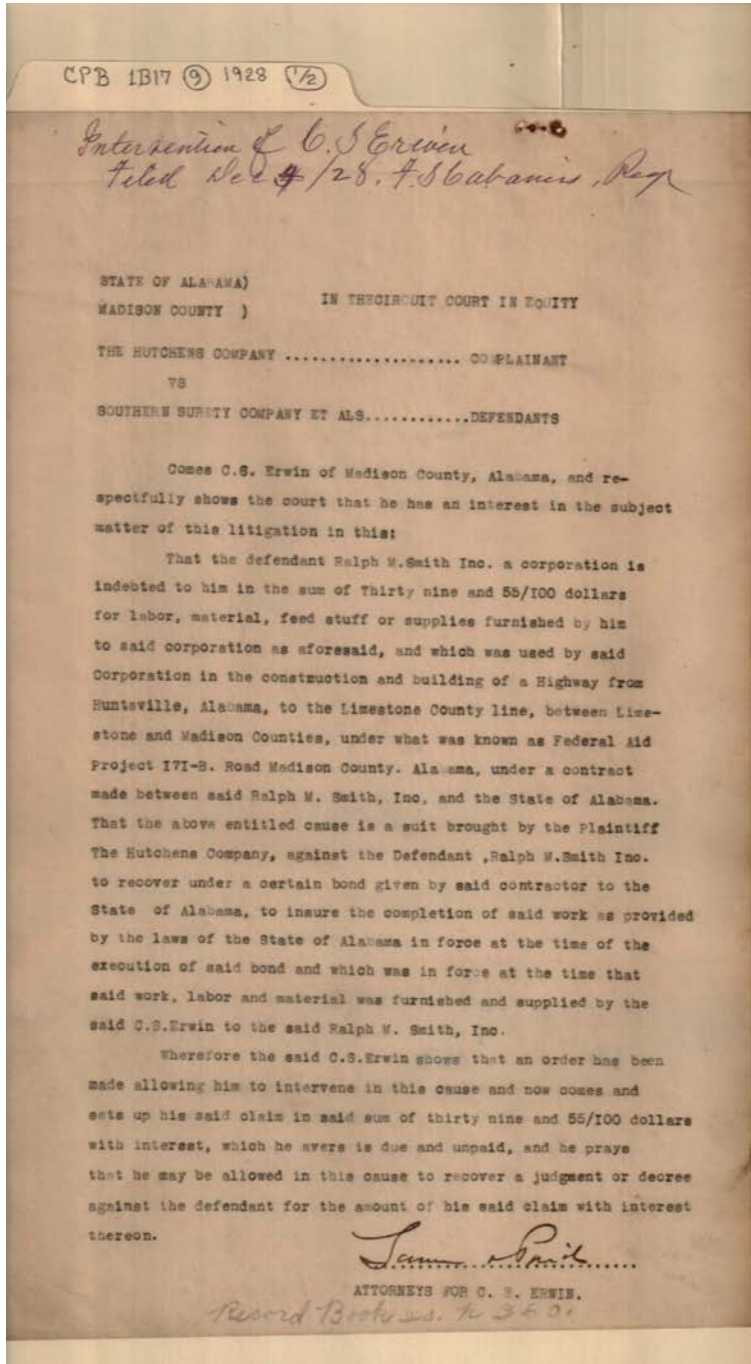 CPB 1B17 ⑨ 1928 (1/2)
Intervention of C. S Erwin
Filed Dec 4/28. F. S Cabaniss, Regr
STATE OF ALABAMA)
MADISON COUNTY )
IN THECIRCUIT COURT IN EQUITY
THE HUTCHENS COMPANY .................... COMPLAINANT
VS
SOUTHERN SURETY COMPANY ET ALS............DEFENDANTS
Comes C.S. Erwin of Madison County, Alabama, and re-
spectfully shows the court that he has an interest in the subject
matter of this litigation in this:
That the defendant Ralph M.Smith Inc. a corporation is
indebted to him in the sum of Thirty nine and 55/I00 dollars
for labor, material, feed stuff or supplies furnished by him
to said corporation as aforesaid, and which was used by said
Corporation in the construction and building of a Highway from
Huntsville, Alabama, to the Limestone County line, between Lime-
stone and Madison Counties, under what was known as Federal Aid
Project I7I-B. Road Madison County. Alabama, under a contract
made between said Ralph M. Smith, Inc, and the State of Alabama.
That the above entitled cause is a suit brought by the Plaintiff
The Hutchens Company, against the Defendant ,Ralph M.Smith Inc.
to recover under a certain bond given by said contractor to the
State of Alabama, to insure the completion of said work as provided
by the laws of the State of Alabama in force at the time of the
execution of said bond and which was in force at the time that
said work, labor and material was furnished and supplied by the
said C.S.Erwin to the said Ralph M. Smith, Inc.
Wherefore the said C.S.Erwin shows that an order has been
made allowing him to intervene in this cause and now comes and
sets up his said claim in said sum of thirty nine and 55/I00 dollars
with interest, which he avers is due and unpaid, and he prays
that he may be allowed in this cause to recover a judgment or decree
against the defendant for the amount of his said claim with interest
thereon.
ATTORNEYS FOR C. S. ERWIN.
Record Book